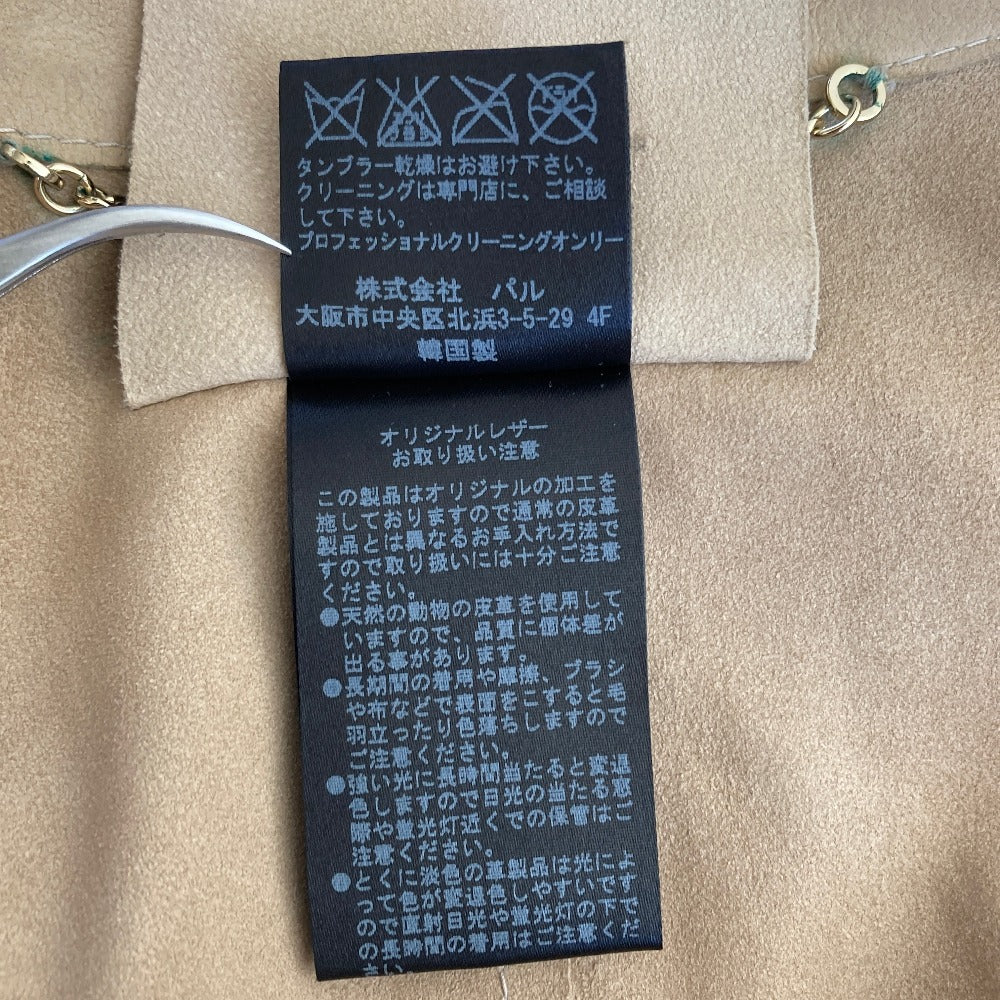 タンブラー乾燥はお避け下さい。
クリーニングは専門店に、ご相談
して下さい。
プロフェッショナルクリーニングオンリー
株式会社 パル
大阪市中央区北浜3-5-29 4F
韓国製
オリジナルレザー
お取り扱い注意
この製品はオリジナルの加工を
施しておりますので通常の皮革
製品とは異なるお手入れ方法で
すので取り扱いには十分ご注意
ください。
●天然の動物の皮革を使用して
いますので、品質に個体差が
出る事があります。
●長期間の着用や摩擦、ブラシ
や布などで表面をこすると毛
羽立ったり色落ちしますので
ご注意ください。
●強い光に長時間当たると変退
色しますので日光の当たる窓
際や蛍光灯近くでの保管はご
注意ください。
●とくに淡色の革製品は光によ
って色が変退色しやすいです
ので直射日光や蛍光灯の下で
の長時間の着用はご注意くだ
さい。